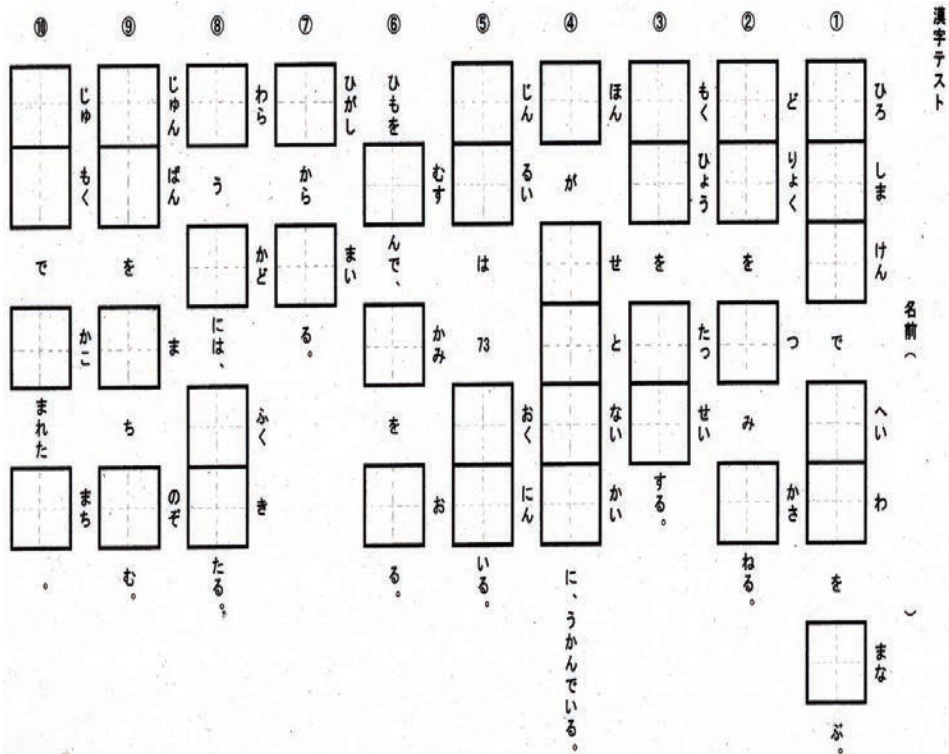 漢字テスト
名前（　）
ひろ しま けん へい わ まな
① で を ぶ。
ど りょく つ かさ
② を み ねる。
もく ひょう たっ せい
③ を する。
ほん せ と ない かい
④ が に、うかんでいる。
じん るい おく にん
⑤ は 73 いる。
むす かみ お
⑥ ひもを んで、 を る。
ひがし まい
⑦ から る。
わら かど ふく き
⑧ う には、 たる。
じゅん ばん ま のぞ
⑨ を ち む。
じゅ もく かこ まち
⑩ で まれた 。